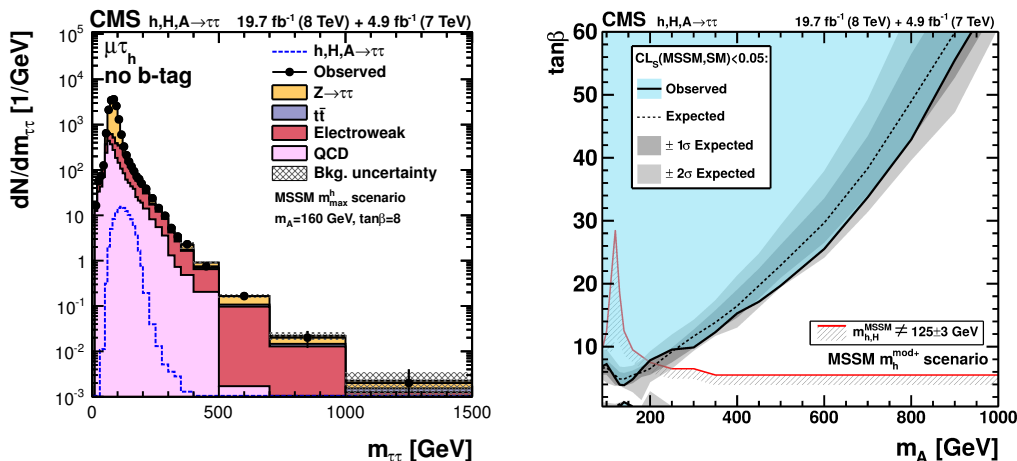 CMS h,H,A→ττ 19.7 fb⁻¹ (8 TeV) + 4.9 fb⁻¹ (7 TeV)
dN/dm_ττ [1/GeV]
10⁵
10⁴
10³
10²
10
1
10⁻¹
10⁻²
10⁻³
μτ_h
no b-tag
h,H,A→ττ
Observed
Z→ττ
tt̄
Electroweak
QCD
Bkg. uncertainty
MSSM m_max^h scenario
m_A=160 GeV, tanβ=8
0 500 1000 1500
m_ττ [GeV]
CMS h,H,A→ττ 19.7 fb⁻¹ (8 TeV) + 4.9 fb⁻¹ (7 TeV)
tanβ
60
50
40
30
20
10
CL_S(MSSM,SM)<0.05:
Observed
Expected
± 1σ Expected
± 2σ Expected
m_h,H^MSSM ≠ 125±3 GeV
MSSM m_h^mod+ scenario
200 400 600 800 1000
m_A [GeV]